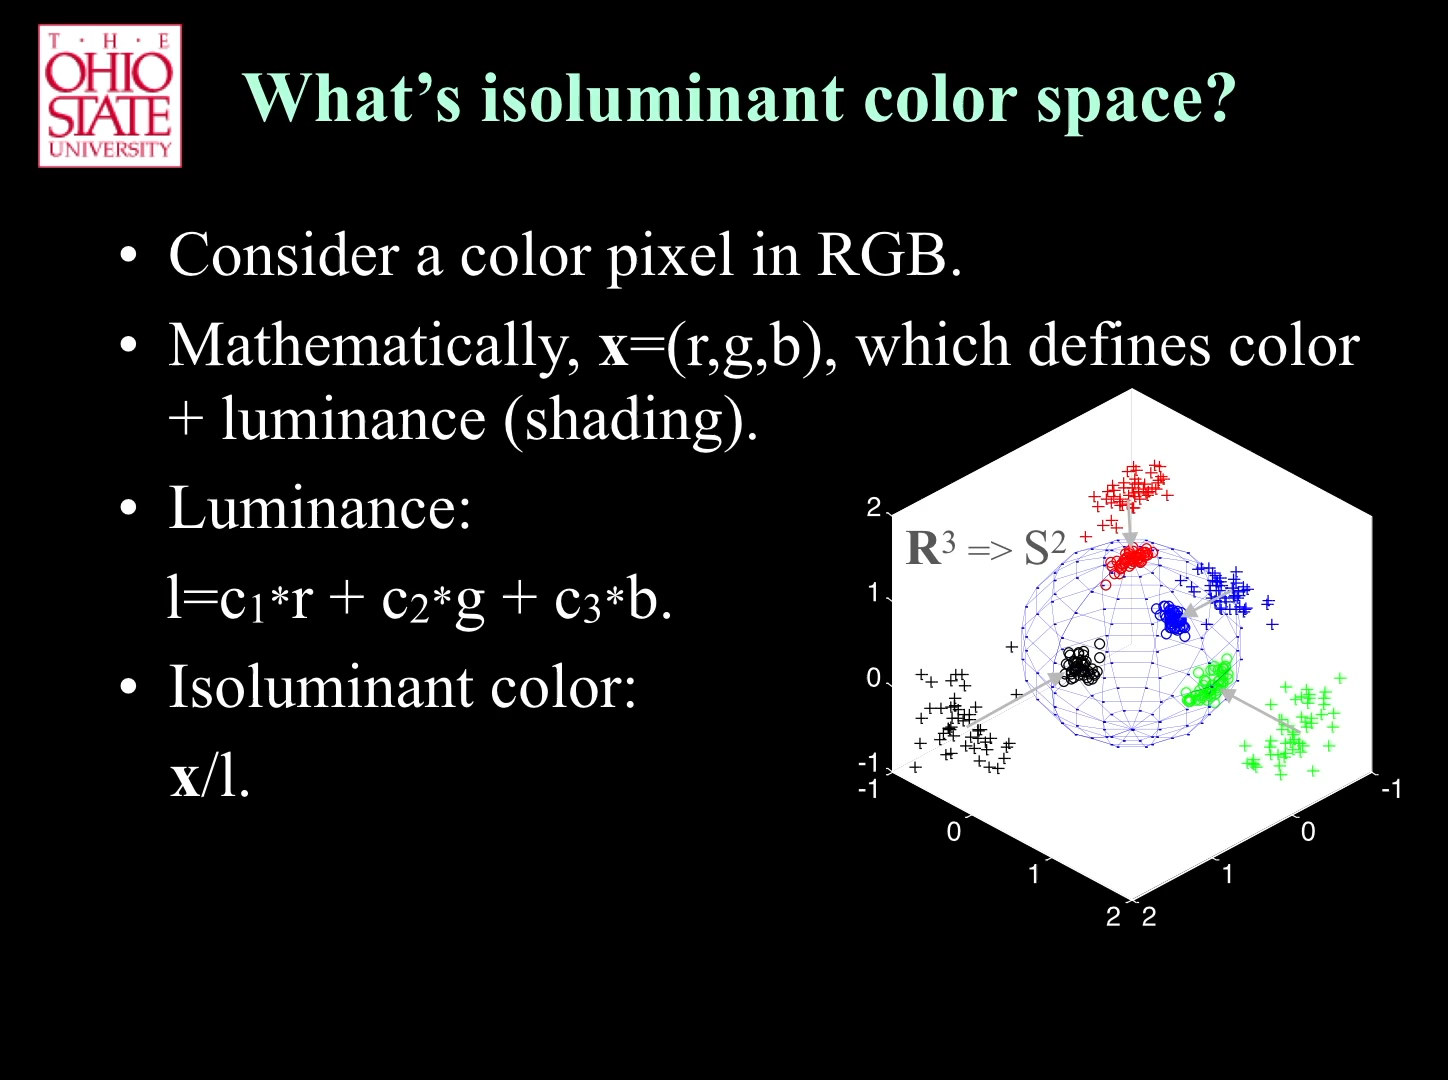 T · H · E
OHIO
STATE
UNIVERSITY
What’s isoluminant color space?
• Consider a color pixel in RGB.
• Mathematically, x=(r,g,b), which defines color
+ luminance (shading).
• Luminance:
l=c₁*r + c₂*g + c₃*b.
• Isoluminant color:
x/l.
R³ => S²
2
1
0
-1
-1
0
1
2
2
1
0
-1